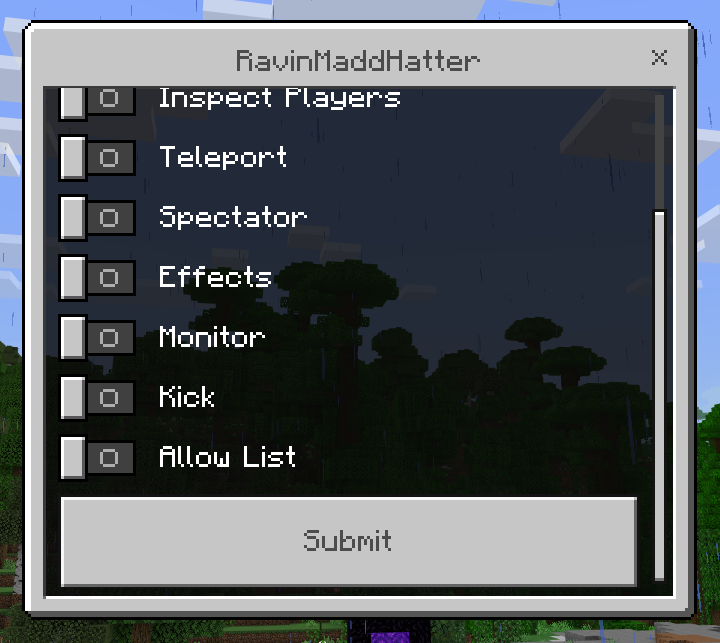 RavinMaddHatter
Inspect Players
Teleport
Spectator
Effects
Monitor
Kick
Allow List
Submit